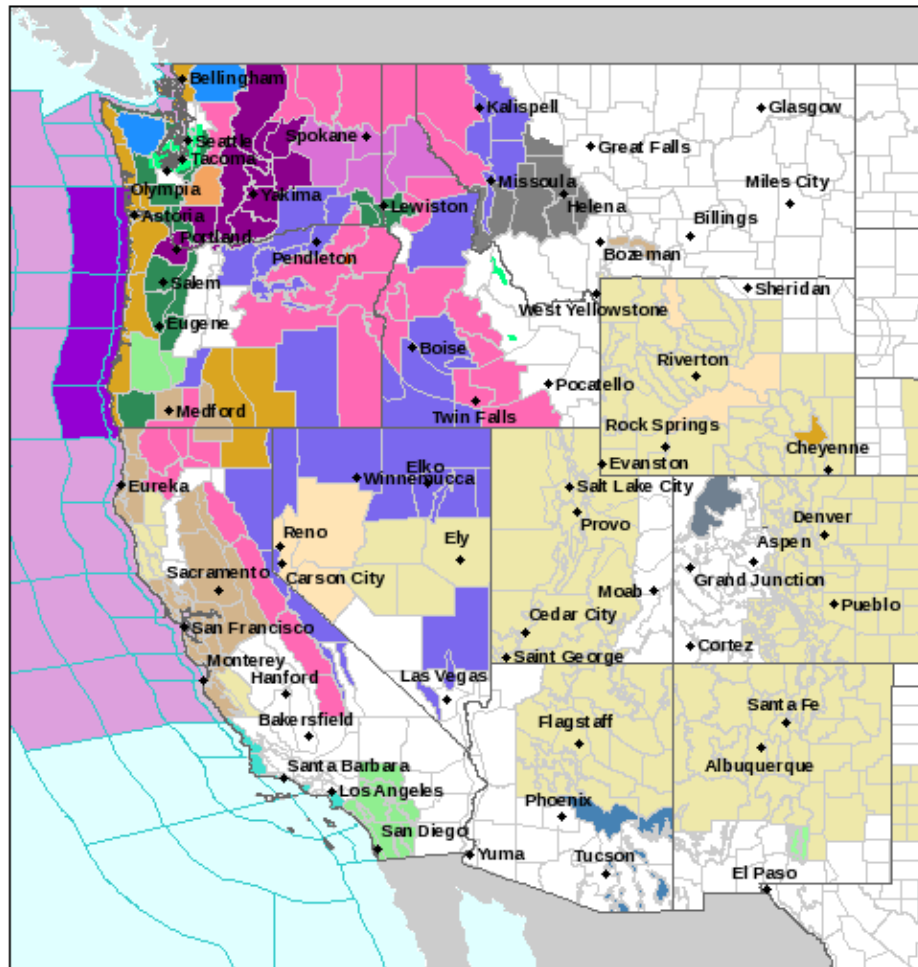 Bellingham
Kalispell
Glasgow
Spokane
Seattle
Great Falls
Tacoma
Missoula
Olympia
Yakima
Lewiston
Helena
Miles City
Astoria
Portland
Billings
Pendleton
Bozeman
Salem
Sheridan
West Yellowstone
Eugene
Boise
Riverton
Pocatello
Twin Falls
Medford
Rock Springs
Cheyenne
Evanston
Elko
Winnemucca
Eureka
Salt Lake City
Provo
Denver
Reno
Ely
Aspen
Sacramento
Carson City
Grand Junction
Moab
Pueblo
San Francisco
Cedar City
Cortez
Saint George
Monterey
Hanford
Las Vegas
Santa Fe
Flagstaff
Bakersfield
Albuquerque
Santa Barbara
Los Angeles
Phoenix
San Diego
Yuma
Tucson
El Paso